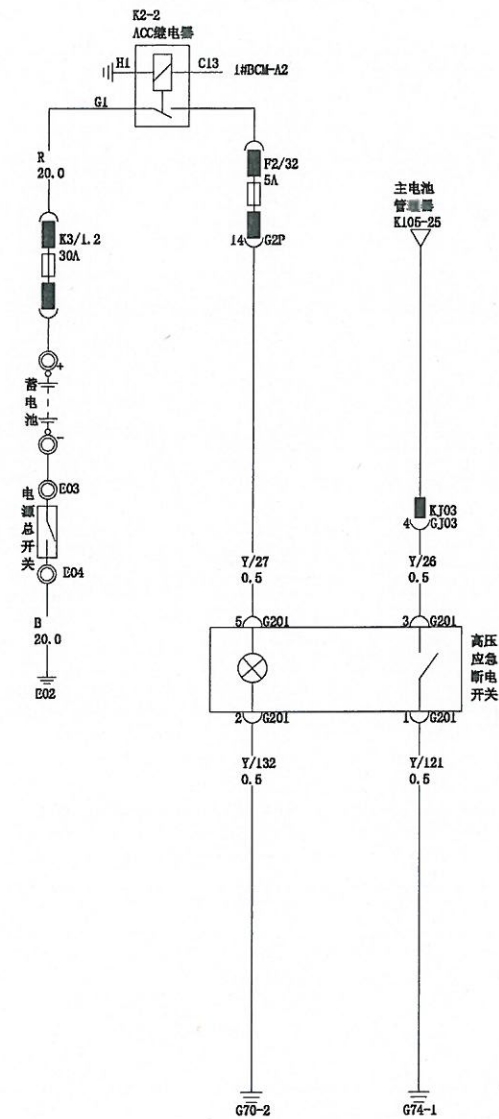 K2-2
ACC继电器
H1
C13
1#BCM-A2
G1
R
20.0
F2/32
5A
主电池
管理器
K105-25
K3/1.2
30A
14
G2P
+
蓄电池
-
E03
电源总开关
KJ03
4
GJ03
E04
Y/27
0.5
Y/26
0.5
B
20.0
5
G201
3
G201
高压
应急
断电
开关
E02
2
G201
1
G201
Y/132
0.5
Y/121
0.5
G70-2
G74-1